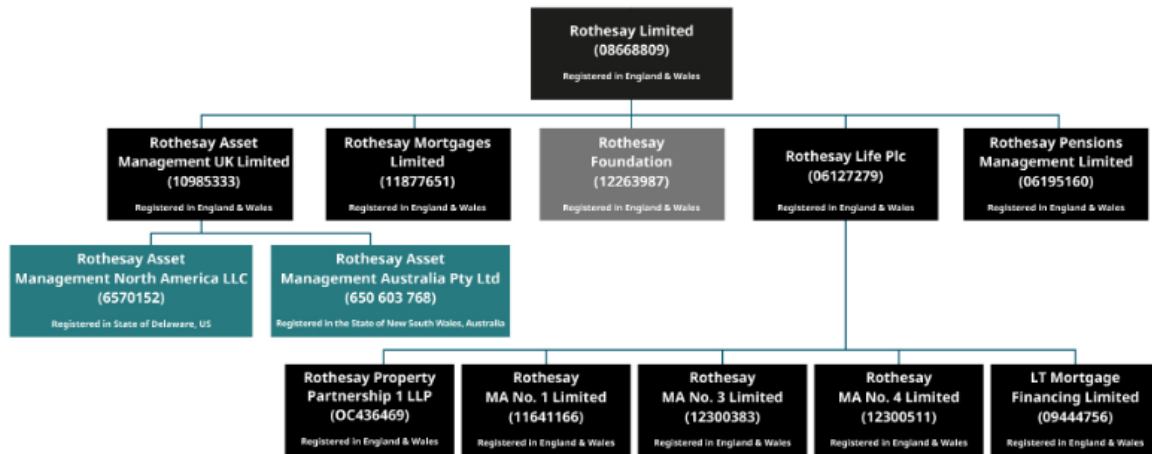 Rothesay Limited
(08668809)
Registered in England & Wales
Rothesay Asset
Management UK Limited
(10985333)
Registered in England & Wales
Rothesay Mortgages
Limited
(11877651)
Registered in England & Wales
Rothesay
Foundation
(12263987)
Registered in England & Wales
Rothesay Life Plc
(06127279)
Registered in England & Wales
Rothesay Pensions
Management Limited
(06195160)
Registered in England & Wales
Rothesay Asset
Management North America LLC
(6570152)
Registered in State of Delaware, US
Rothesay Asset
Management Australia Pty Ltd
(650 603 768)
Registered in the State of New South Wales, Australia
Rothesay Property
Partnership 1 LLP
(OC436469)
Registered in England & Wales
Rothesay
MA No. 1 Limited
(11641166)
Registered in England & Wales
Rothesay
MA No. 3 Limited
(12300383)
Registered in England & Wales
Rothesay
MA No. 4 Limited
(12300511)
Registered in England & Wales
LT Mortgage
Financing Limited
(09444756)
Registered in England & Wales